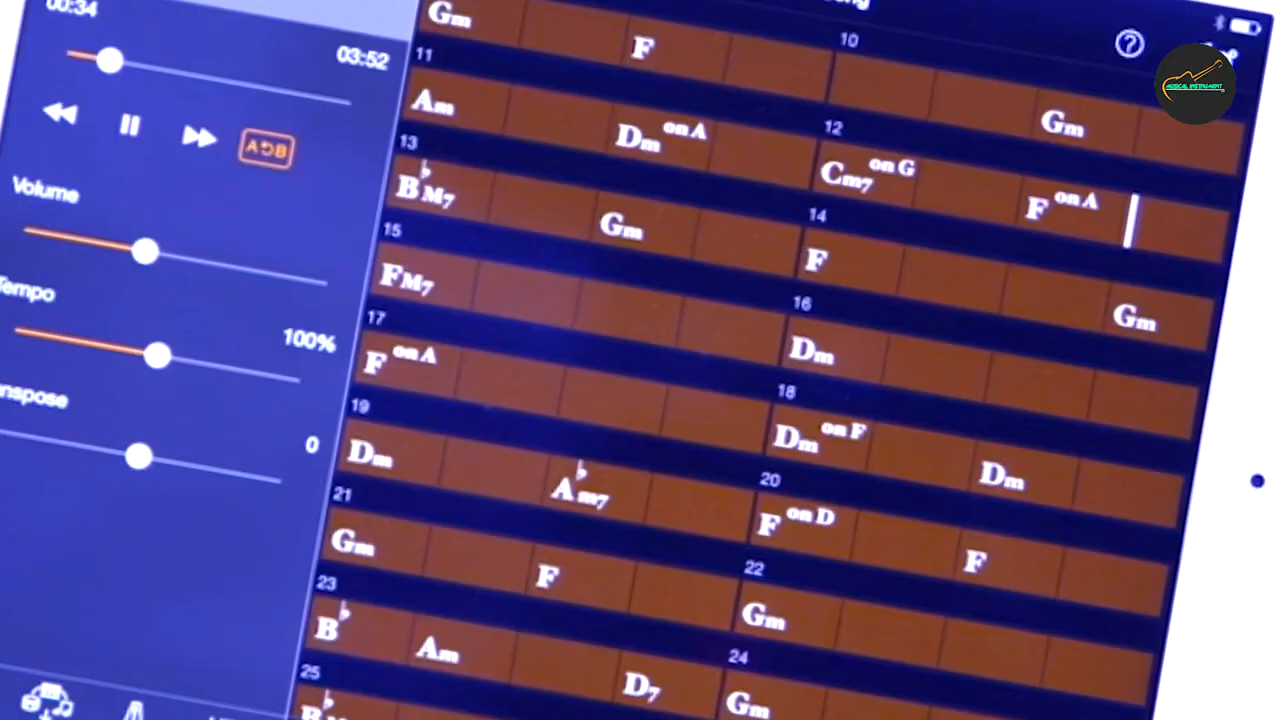 00:34
03:52
A B
Volume
Tempo
100%
0
Gm F
10
Gm
11
Am Dm on A
12
Cm7 on G F on A
13
B♭M7 Gm
14
F Gm
15
FM7
16
Dm
17
F on A
18
Dm on F Dm
19
Dm A♭m7
20
F on D F
21
Gm F
22
Gm
23
B♭ Am D7
24
Gm
25
MUSICAL INSTRUMENT